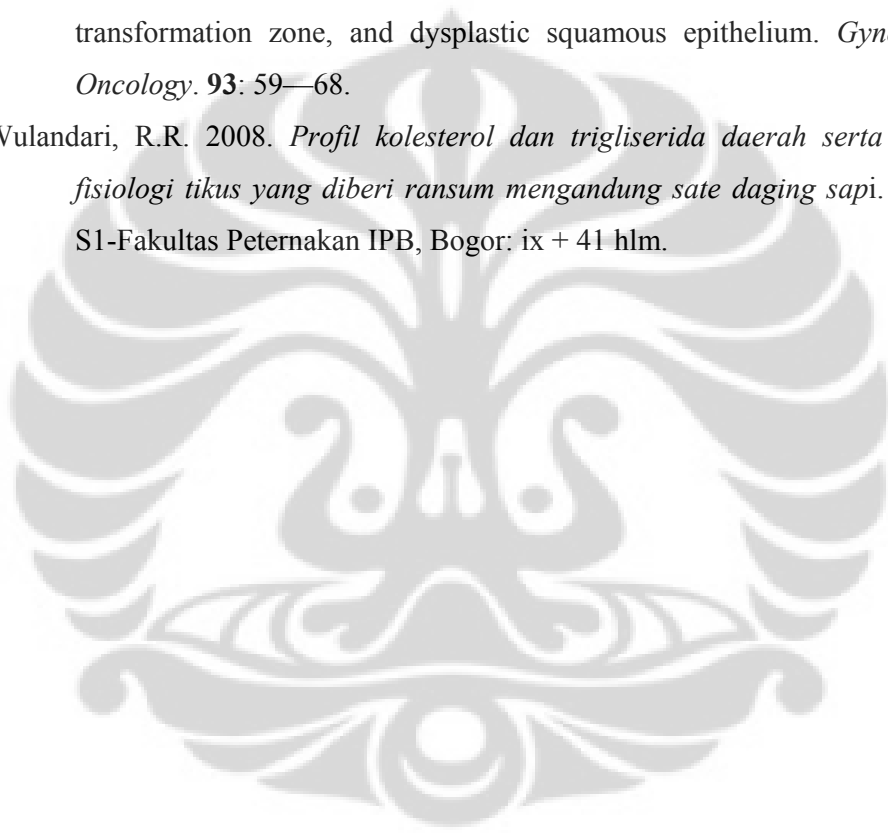 transformation zone, and dysplastic squamous epithelium. Gyn
Oncology. 93: 59—68.
Wulandari, R.R. 2008. Profil kolesterol dan trigliserida daerah serta
fisiologi tikus yang diberi ransum mengandung sate daging sapi.
S1-Fakultas Peternakan IPB, Bogor: ix + 41 hlm.